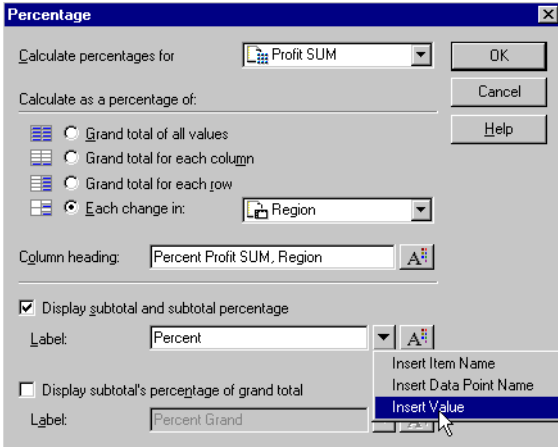 Percentage
Calculate percentages for Profit SUM OK
Cancel
Calculate as a percentage of:
Help
Grand total of all values
Grand total for each column
Grand total for each row
Each change in: Region
Column heading: Percent Profit SUM, Region A
Display subtotal and subtotal percentage
Label: Percent A
Insert Item Name
Insert Data Point Name
Display subtotal's percentage of grand total
Insert Value
Label: Percent Grand